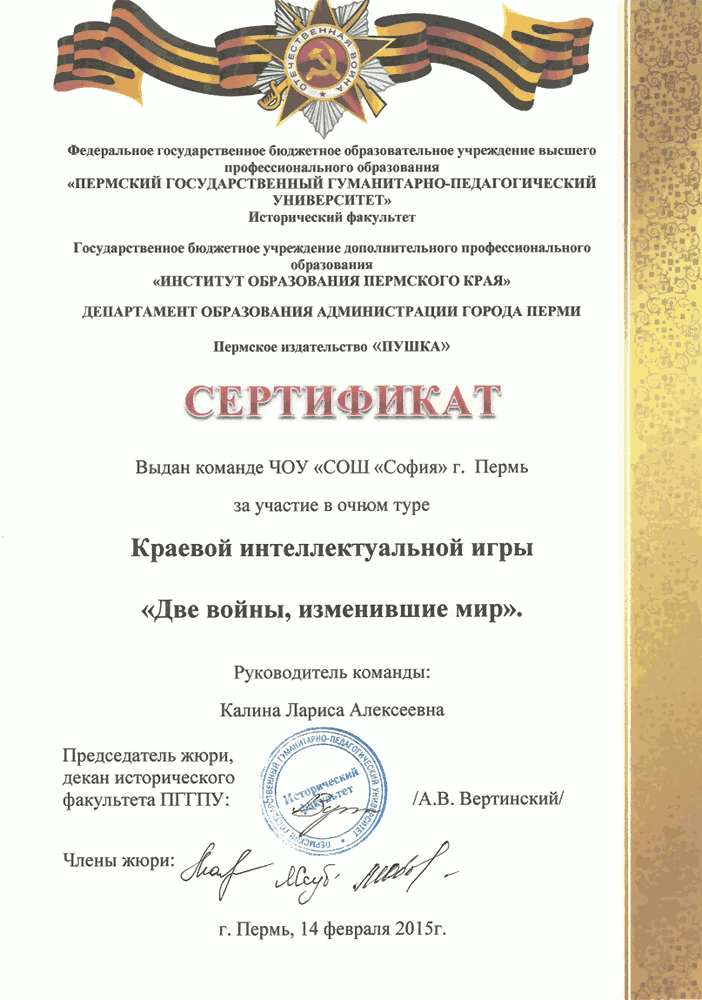 ОТЕЧЕСТВЕННАЯ ВОЙНА
Федеральное государственное бюджетное образовательное учреждение высшего
профессионального образования
«ПЕРМСКИЙ ГОСУДАРСТВЕННЫЙ ГУМАНИТАРНО-ПЕДАГОГИЧЕСКИЙ
УНИВЕРСИТЕТ»
Исторический факультет
Государственное бюджетное учреждение дополнительного профессионального
образования
«ИНСТИТУТ ОБРАЗОВАНИЯ ПЕРМСКОГО КРАЯ»
ДЕПАРТАМЕНТ ОБРАЗОВАНИЯ АДМИНИСТРАЦИИ ГОРОДА ПЕРМИ
Пермское издательство «ПУШКА»
СЕРТИФИКАТ
Выдан команде ЧОУ «СОШ «София» г. Пермь
за участие в очном туре
Краевой интеллектуальной игры
«Две войны, изменившие мир».
Руководитель команды:
Калина Лариса Алексеевна
Председатель жюри,
декан исторического
факультета ПГГПУ:
/А.В. Вертинский/
ПЕРМСКИЙ ГОСУДАРСТВЕННЫЙ ГУМАНИТАРНО-ПЕДАГОГИЧЕСКИЙ УНИВЕРСИТЕТ
Исторический
факультет
Члены жюри:
г. Пермь, 14 февраля 2015г.